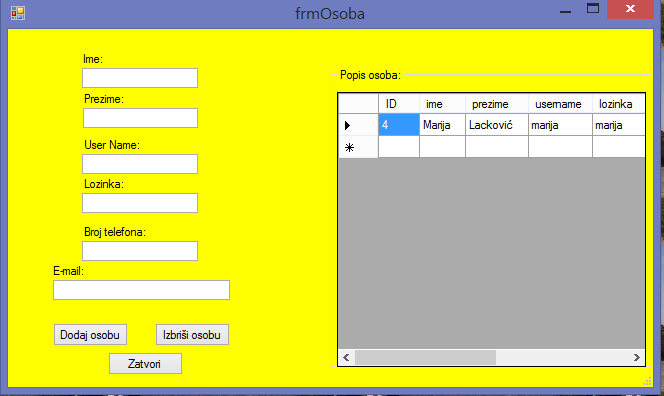 frmOsoba
Ime:
Prezime:
User Name:
Lozinka:
Broj telefona:
E-mail:
Dodaj osobu
Izbriši osobu
Zatvori
Popis osoba:
ID ime prezime username lozinka
4 Marija Lacković marija marija